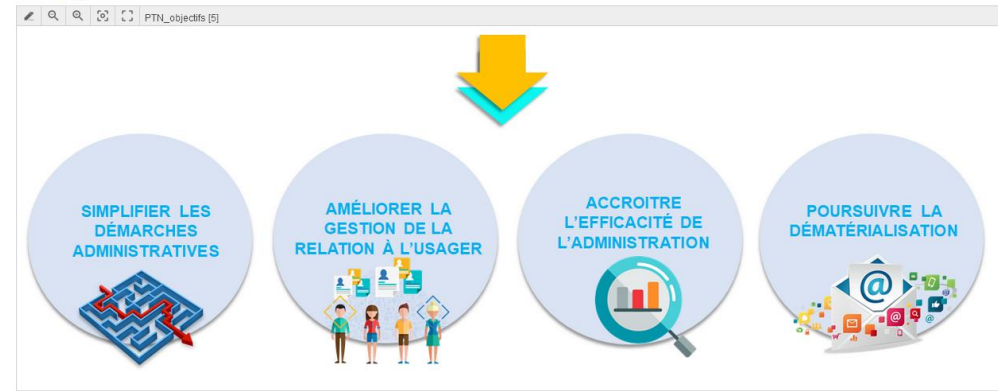 PTN_objectifs [5]
SIMPLIFIER LES
DÉMARCHES
ADMINISTRATIVES
AMÉLIORER LA
GESTION DE LA
RELATION À L'USAGER
ACCROITRE
L'EFFICACITÉ DE
L'ADMINISTRATION
POURSUIVRE LA
DÉMATÉRIALISATION
@
@
@